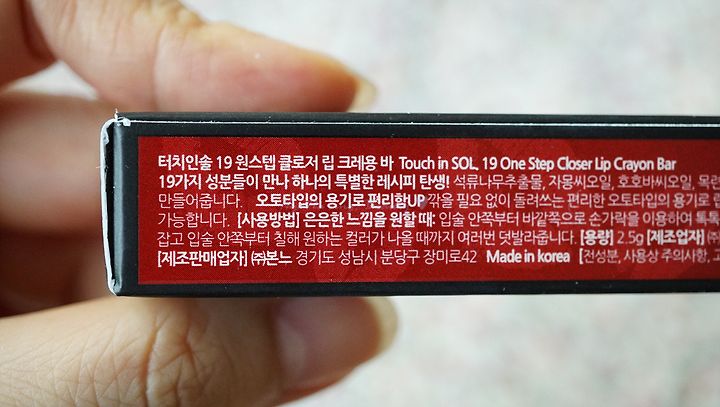 터치인솔 19 원스텝 클로저 립 크레용 바 Touch in SOL, 19 One Step Closer Lip Crayon Bar
19가지 성분들이 만나 하나의 특별한 레시피 탄생! 석류나무추출물, 자몽씨오일, 호호바씨오일, 목련
만들어줍니다. 오토타입의 용기로 편리함UP 깎을 필요 없이 돌려쓰는 편리한 오토타입의 용기로 립
가능합니다. [사용방법] 은은한 느낌을 원할 때: 입술 안쪽부터 바깥쪽으로 손가락을 이용하여 톡톡
잡고 입술 안쪽부터 칠해 원하는 컬러가 나올 때까지 여러번 덧발라줍니다. [용량] 2.5g [제조업자] ㈜
[제조판매업자] ㈜본느 경기도 성남시 분당구 장미로42 Made in korea [전성분, 사용상 주의사항, 고